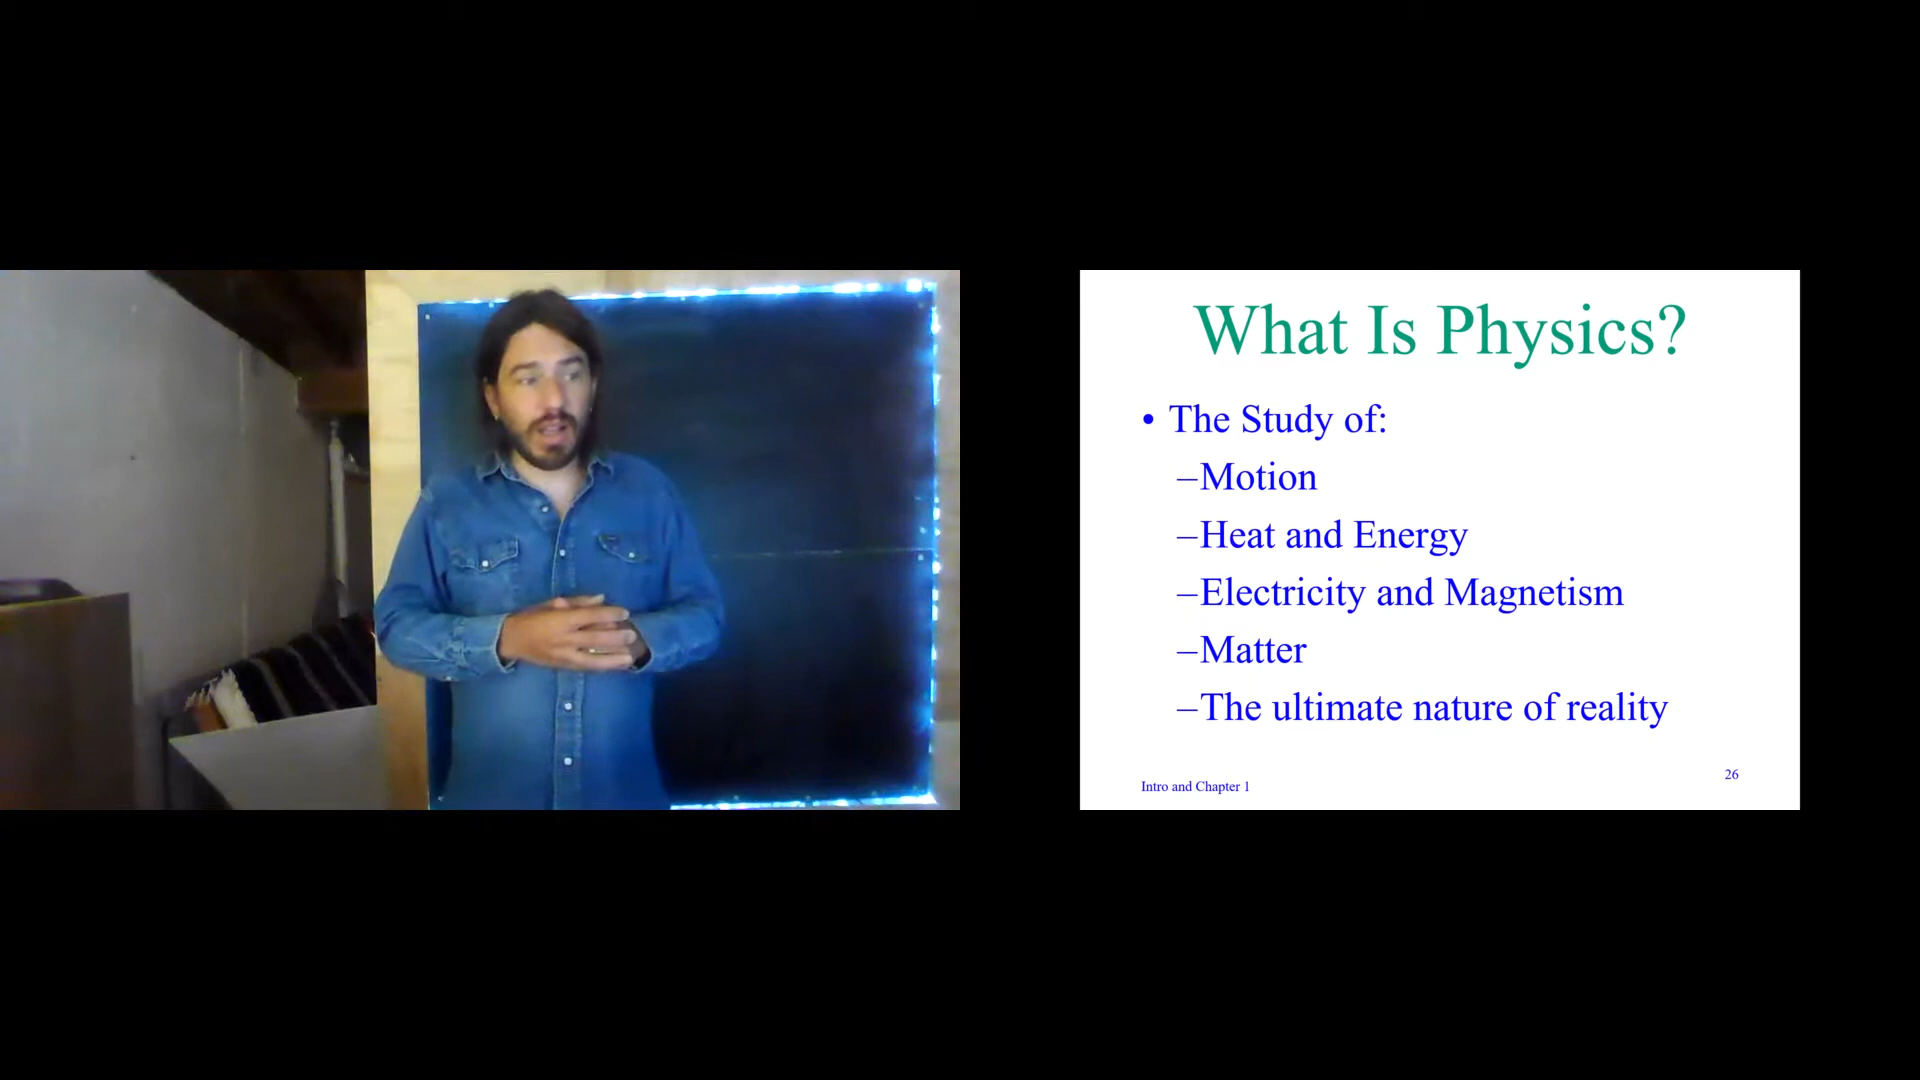 What Is Physics?
• The Study of:
–Motion
–Heat and Energy
–Electricity and Magnetism
–Matter
–The ultimate nature of reality
Intro and Chapter 1
26